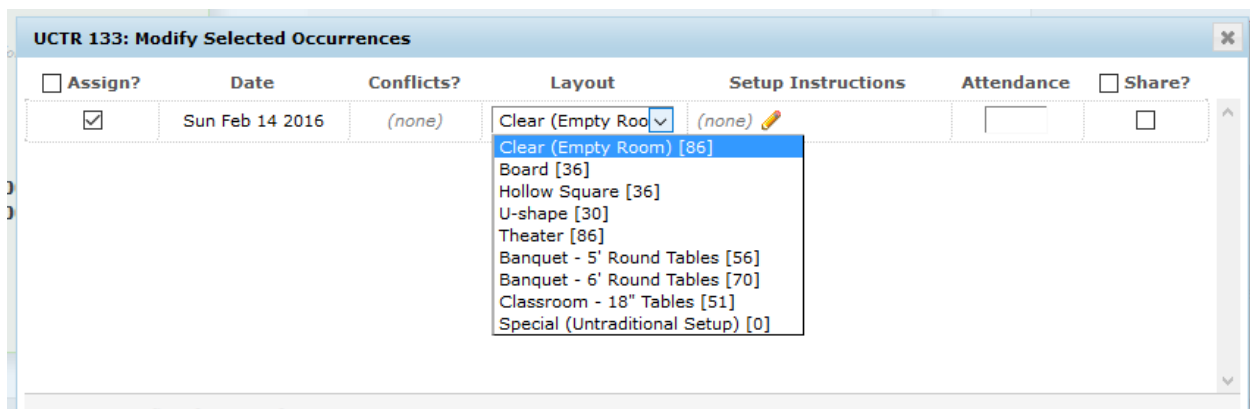 UCTR 133: Modify Selected Occurrences
Assign? Date Conflicts? Layout Setup Instructions Attendance Share?
Sun Feb 14 2016 (none) Clear (Empty Roo (none)
Clear (Empty Room) [86]
Board [36]
Hollow Square [36]
U-shape [30]
Theater [86]
Banquet - 5' Round Tables [56]
Banquet - 6' Round Tables [70]
Classroom - 18" Tables [51]
Special (Untraditional Setup) [0]